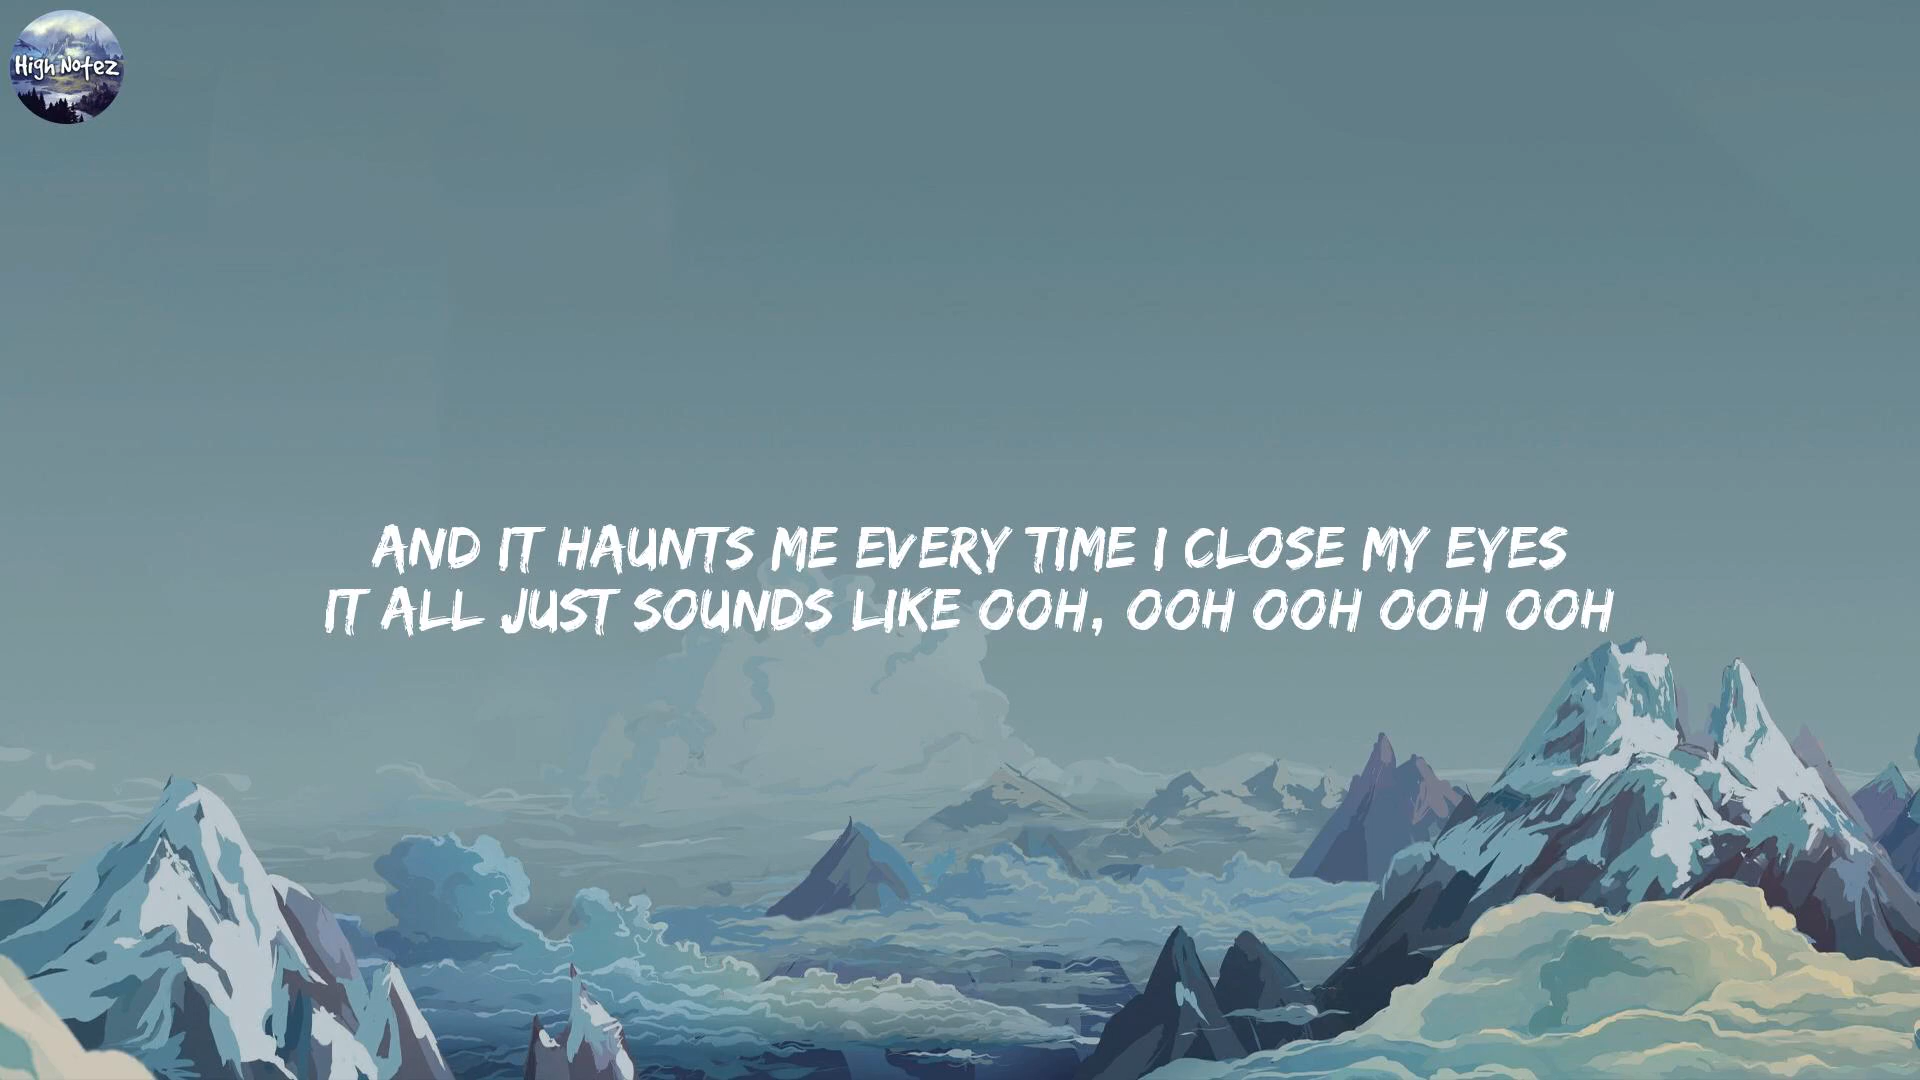 High Notez
AND IT HAUNTS ME EVERY TIME I CLOSE MY EYES
IT ALL JUST SOUNDS LIKE OOH, OOH OOH OOH OOH